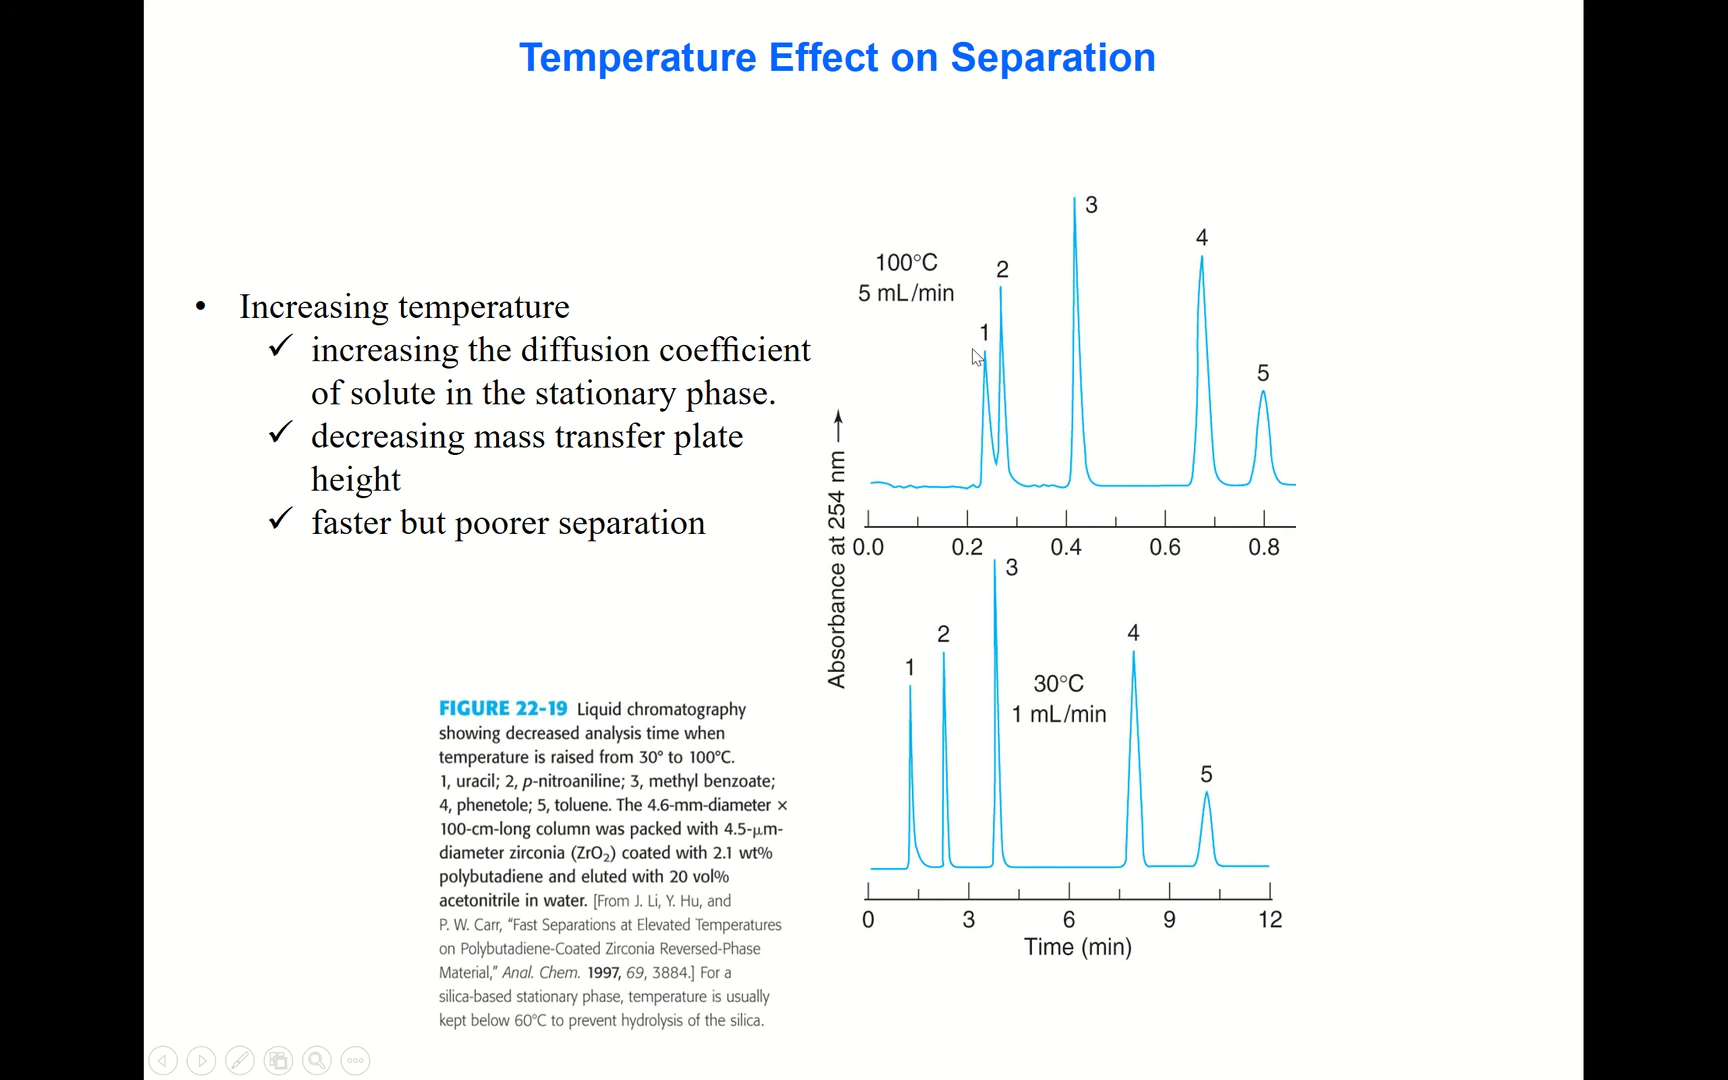 Temperature Effect on Separation
• Increasing temperature
✓ increasing the diffusion coefficient
of solute in the stationary phase.
✓ decreasing mass transfer plate
height
✓ faster but poorer separation
FIGURE 22-19 Liquid chromatography
showing decreased analysis time when
temperature is raised from 30° to 100°C.
1, uracil; 2, p-nitroaniline; 3, methyl benzoate;
4, phenetole; 5, toluene. The 4.6-mm-diameter ×
100-cm-long column was packed with 4.5-μm-
diameter zirconia (ZrO₂) coated with 2.1 wt%
polybutadiene and eluted with 20 vol%
acetonitrile in water. [From J. Li, Y. Hu, and
P. W. Carr, “Fast Separations at Elevated Temperatures
on Polybutadiene-Coated Zirconia Reversed-Phase
Material,” Anal. Chem. 1997, 69, 3884.] For a
silica-based stationary phase, temperature is usually
kept below 60°C to prevent hydrolysis of the silica.
Absorbance at 254 nm →
100°C
5 mL/min
1
2
3
4
5
0.0 0.2 0.4 0.6 0.8
1
2
3
4
5
30°C
1 mL/min
0 3 6 9 12
Time (min)